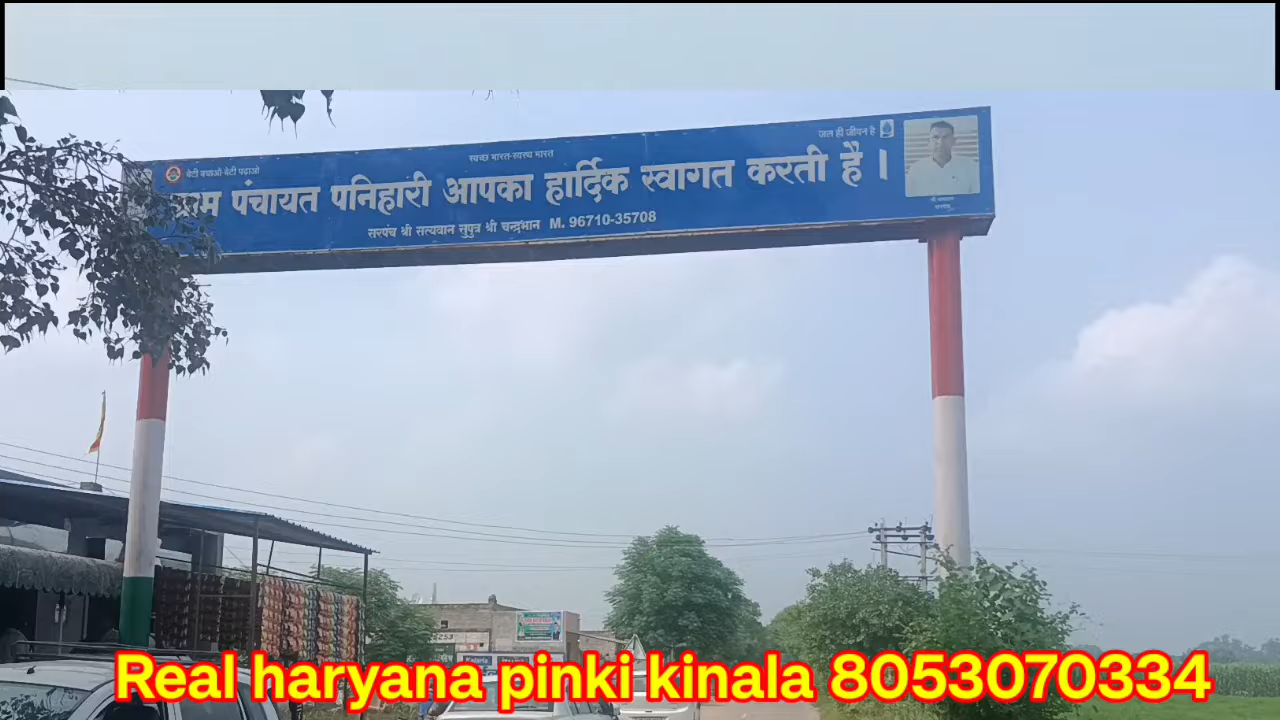 स्वच्छ भारत-स्वस्थ भारत
जल ही जीवन है
बेटी बचाओ-बेटी पढ़ाओ
ग्राम पंचायत पनिहारी आपका हार्दिक स्वागत करती है ।
सरपंच श्री सत्यवान सुपुत्र श्री चन्द्रभान M. 96710-35708
Real haryana pinki kinala 8053070334